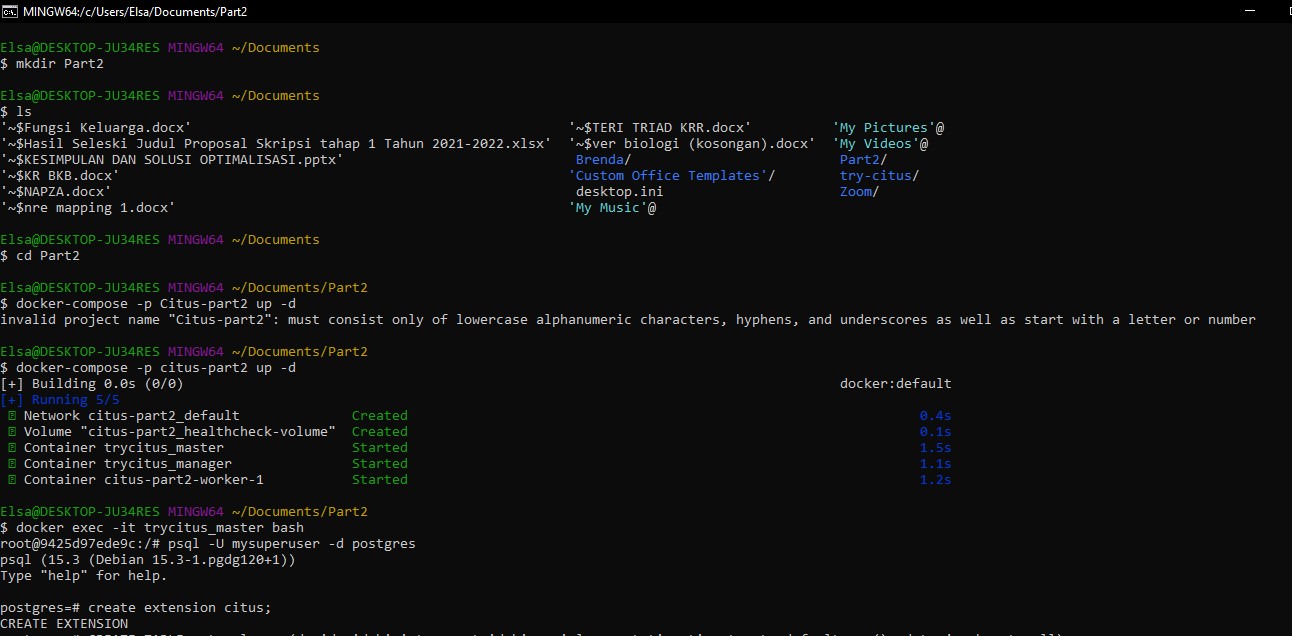 MINGW64:/c/Users/Elsa/Documents/Part2
Elsa@DESKTOP-JU34RES MINGW64 ~/Documents
$ mkdir Part2
Elsa@DESKTOP-JU34RES MINGW64 ~/Documents
$ ls
'~$Fungsi Keluarga.docx' '~$TERI TRIAD KRR.docx' 'My Pictures'@
'~$Hasil Seleski Judul Proposal Skripsi tahap 1 Tahun 2021-2022.xlsx' '~$ver biologi (kosongan).docx' 'My Videos'@
'~$KESIMPULAN DAN SOLUSI OPTIMALISASI.pptx' Brenda/ Part2/
'~$KR BKB.docx' 'Custom Office Templates'/ try-citus/
'~$NAPZA.docx' desktop.ini Zoom/
'~$nre mapping 1.docx' 'My Music'@
Elsa@DESKTOP-JU34RES MINGW64 ~/Documents
$ cd Part2
Elsa@DESKTOP-JU34RES MINGW64 ~/Documents/Part2
$ docker-compose -p Citus-part2 up -d
invalid project name "Citus-part2": must consist only of lowercase alphanumeric characters, hyphens, and underscores as well as start with a letter or number
Elsa@DESKTOP-JU34RES MINGW64 ~/Documents/Part2
$ docker-compose -p citus-part2 up -d
[+] Building 0.0s (0/0) docker:default
[+] Running 5/5
Network citus-part2_default Created 0.4s
Volume "citus-part2_healthcheck-volume" Created 0.1s
Container trycitus_master Started 1.5s
Container trycitus_manager Started 1.1s
Container citus-part2-worker-1 Started 1.2s
Elsa@DESKTOP-JU34RES MINGW64 ~/Documents/Part2
$ docker exec -it trycitus_master bash
root@9425d97ede9c:/# psql -U mysuperuser -d postgres
psql (15.3 (Debian 15.3-1.pgdg120+1))
Type "help" for help.
postgres=# create extension citus;
CREATE EXTENSION